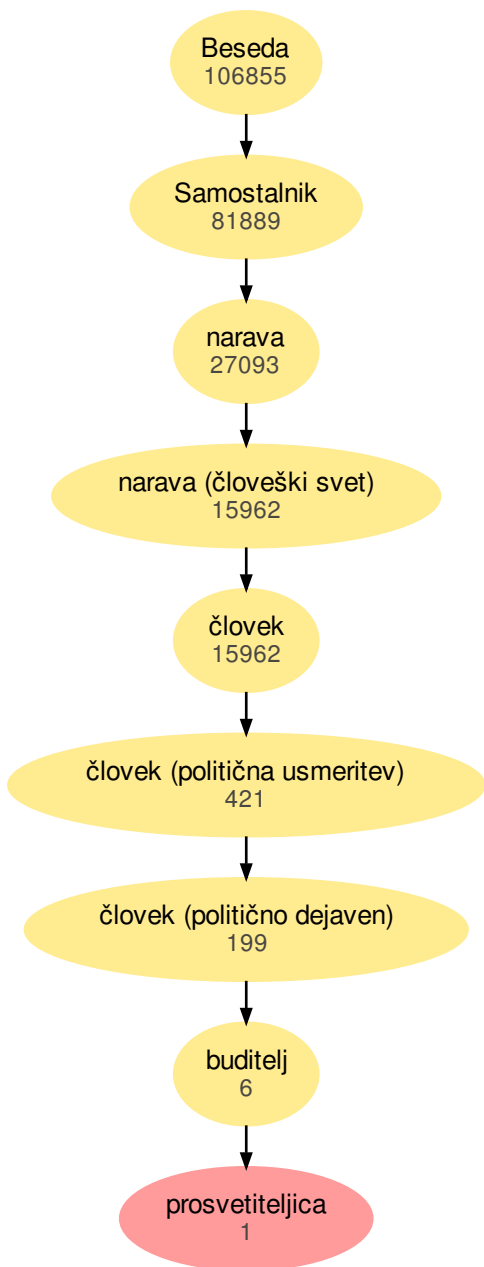 Beseda
106855
Samostalnik
81889
narava
27093
narava (človeški svet)
15962
človek
15962
človek (politična usmeritev)
421
človek (politično dejaven)
199
buditelj
6
prosvetiteljica
1